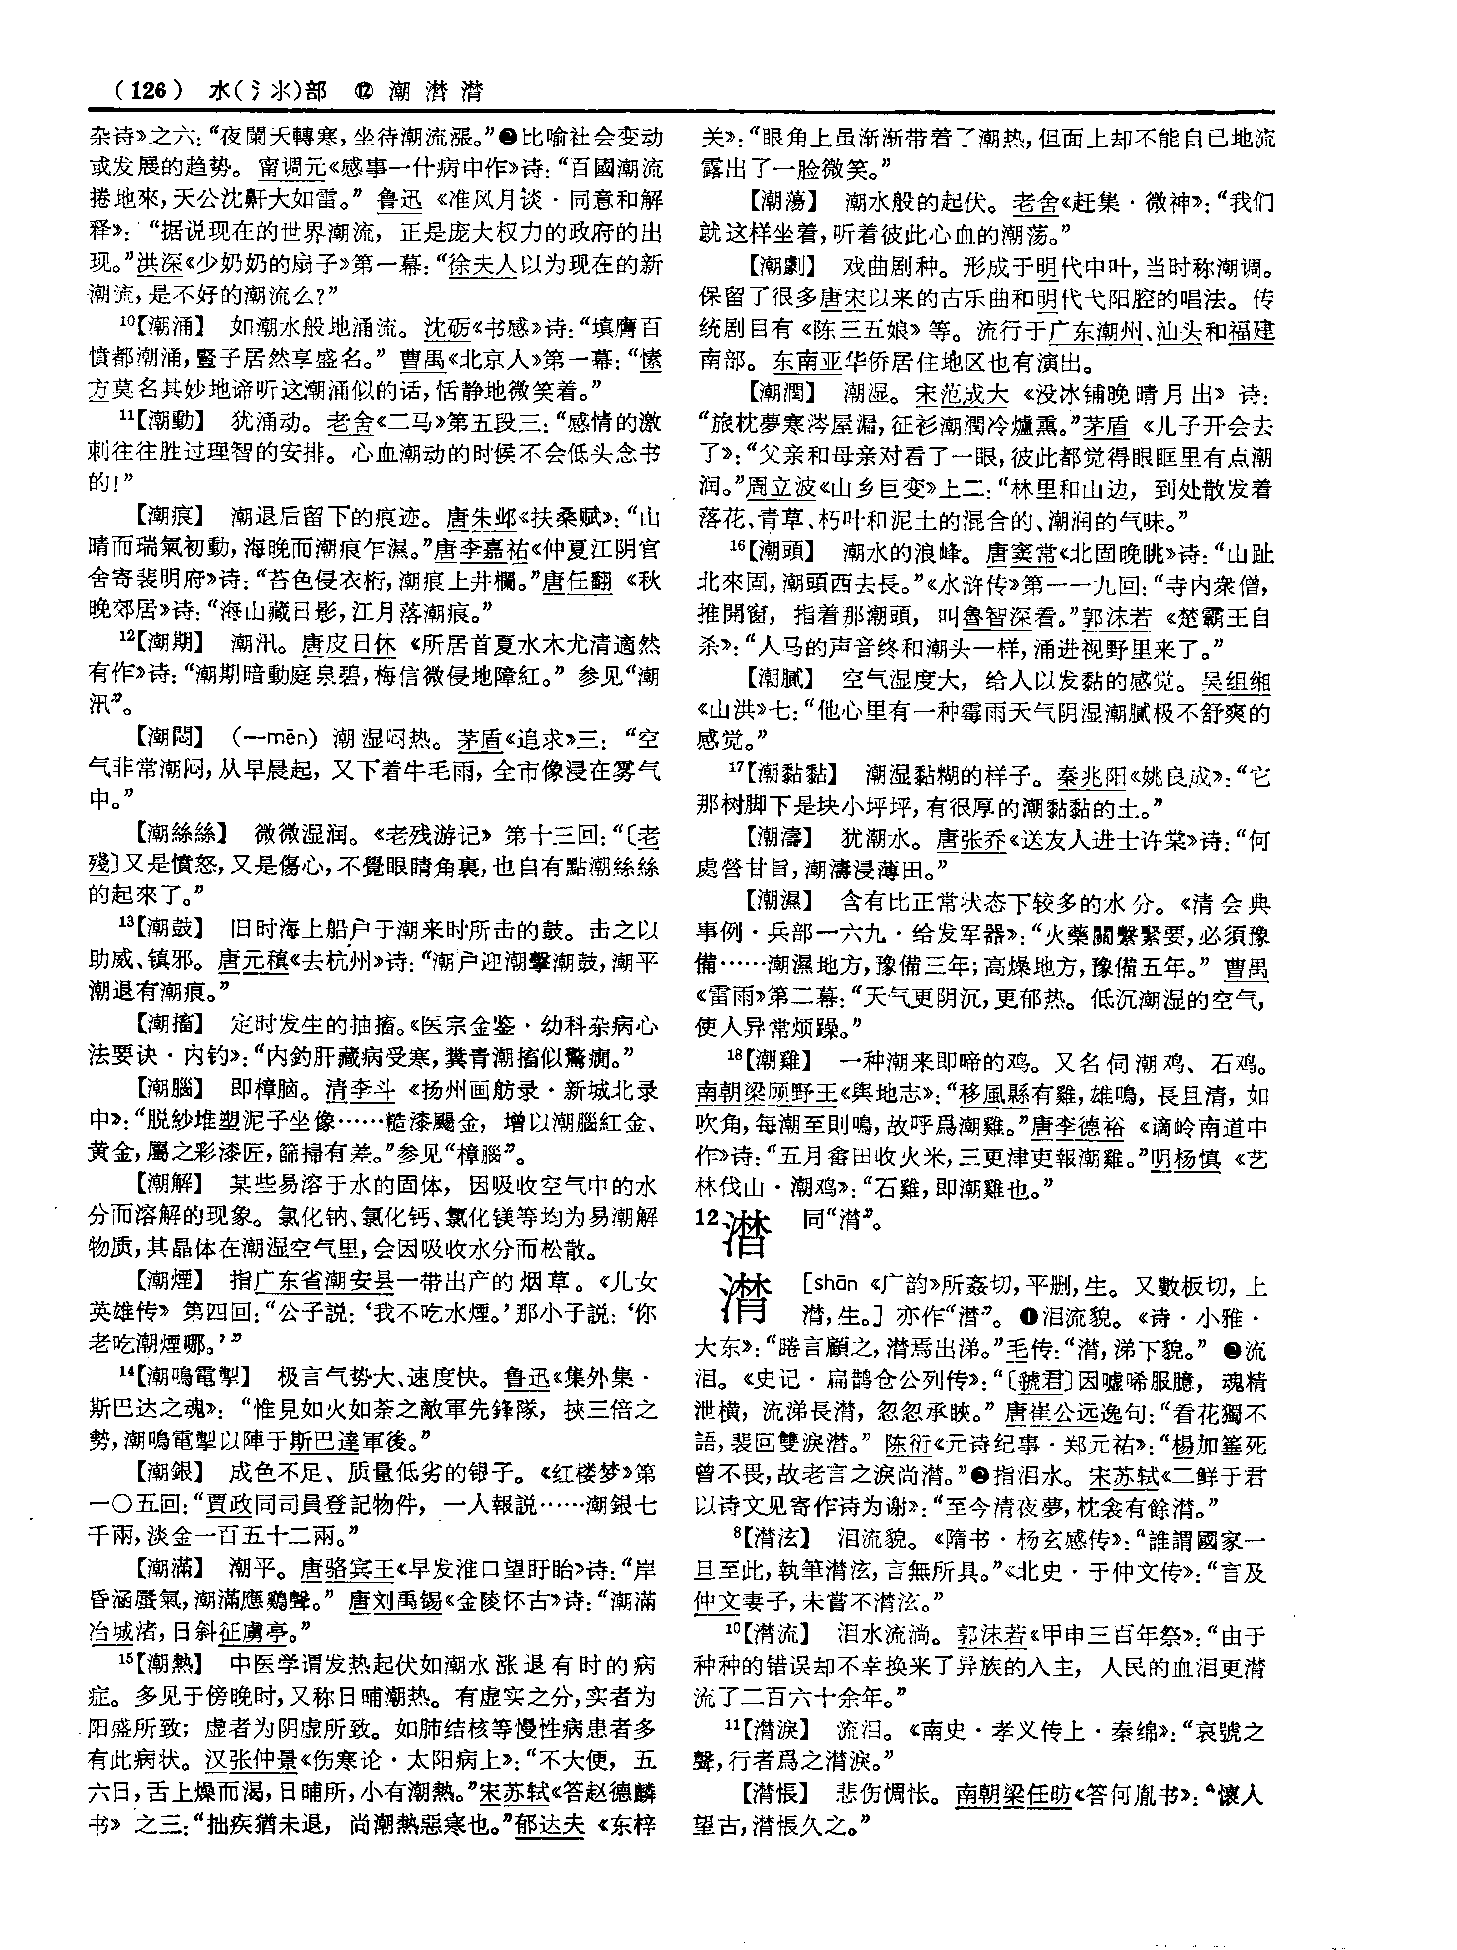 （126） 水(氵氺)部 ⑫ 潮 潸 潸
杂诗》之六：“夜闌天轉寒，坐待潮流漲。”❷比喻社会变动
或发展的趋势。甯调元《感事一什病中作》诗：“百國潮流
捲地來，天公沈鼾大如雷。” 鲁迅《准风月谈·同意和解
释》：“据说现在的世界潮流，正是庞大权力的政府的出
现。”洪深《少奶奶的扇子》第一幕：“徐夫人以为现在的新
潮流，是不好的潮流么？”
10【潮涌】 如潮水般地涌流。沈砺《书感》诗：“填膺百
憤都潮涌，豎子居然享盛名。” 曹禺《北京人》第一幕：“愫
方莫名其妙地谛听这潮涌似的话，恬静地微笑着。”
11【潮動】 犹涌动。老舍《二马》第五段三：“感情的激
刺往往胜过理智的安排。心血潮动的时候不会低头念书
的！”
【潮痕】 潮退后留下的痕迹。唐朱邺《扶桑赋》：“山
晴而瑞氣初動，海晚而潮痕乍濕。”唐李嘉祐《仲夏江阴官
舍寄裴明府》诗：“苔色侵衣桁，潮痕上井欄。”唐任翻《秋
晚郊居》诗：“海山藏日影，江月落潮痕。”
12【潮期】 潮汛。唐皮日休《所居首夏水木尤清適然
有作》诗：“潮期暗動庭泉碧，梅信微侵地障紅。” 参见“潮
汛”。
【潮悶】 （—mēn）潮湿闷热。茅盾《追求》三：“空
气非常潮闷，从早晨起，又下着牛毛雨，全市像浸在雾气
中。”
【潮絲絲】 微微湿润。《老残游记》第十三回：“〔老
殘〕又是憤怒，又是傷心，不覺眼睛角裏，也自有點潮絲絲
的起來了。”
13【潮鼓】 旧时海上船户于潮来时所击的鼓。击之以
助威、镇邪。唐元稹《去杭州》诗：“潮户迎潮擊潮鼓，潮平
潮退有潮痕。”
【潮搐】 定时发生的抽搐。《医宗金鉴·幼科杂病心
法要诀·内钓》：“内釣肝藏病受寒，糞青潮搐似驚癇。”
【潮腦】 即樟脑。清李斗《扬州画舫录·新城北录
中》：“脱紗堆塑泥子坐像……糙漆颺金，增以潮腦紅金、
黄金，屬之彩漆匠，篩掃有差。”参见“樟腦”。
【潮解】 某些易溶于水的固体，因吸收空气中的水
分而溶解的现象。氯化钠、氯化钙、氯化镁等均为易潮解
物质，其晶体在潮湿空气里，会因吸收水分而松散。
【潮煙】 指广东省潮安县一带出产的烟草。《儿女
英雄传》第四回：“公子説：‘我不吃水煙。’那小子説：‘你
老吃潮煙哪。’”
14【潮鳴電掣】 极言气势大、速度快。鲁迅《集外集·
斯巴达之魂》：“惟見如火如荼之敵軍先鋒隊，挾三倍之
勢，潮鳴電掣以陣于斯巴達軍後。”
【潮銀】 成色不足、质量低劣的银子。《红楼梦》第
一〇五回：“賈政同司員登記物件，一人報説……潮銀七
千兩，淡金一百五十二兩。”
【潮滿】 潮平。唐骆宾王《早发淮口望盱眙》诗：“岸
昏涵蜃氣，潮滿應鷄聲。” 唐刘禹锡《金陵怀古》诗：“潮滿
冶城渚，日斜征虜亭。”
15【潮熱】 中医学谓发热起伏如潮水涨退有时的病
症。多见于傍晚时，又称日晡潮热。有虚实之分，实者为
阳盛所致；虚者为阴虚所致。如肺结核等慢性病患者多
有此病状。汉张仲景《伤寒论·太阳病上》：“不大便，五
六日，舌上燥而渴，日晡所，小有潮熱。”宋苏轼《答赵德麟
书》之三：“拙疾猶未退，尚潮熱惡寒也。”郁达夫《东梓
关》：“眼角上虽渐渐带着了潮热，但面上却不能自已地流
露出了一脸微笑。”
【潮蕩】 潮水般的起伏。老舍《赶集·微神》：“我们
就这样坐着，听着彼此心血的潮荡。”
【潮劇】 戏曲剧种。形成于明代中叶，当时称潮调。
保留了很多唐宋以来的古乐曲和明代弋阳腔的唱法。传
统剧目有《陈三五娘》等。流行于广东潮州、汕头和福建
南部。东南亚华侨居住地区也有演出。
【潮潤】 潮湿。宋范成大《没冰铺晚晴月出》诗：
“旅枕夢寒涔屋漏，征衫潮潤冷爐熏。”茅盾《儿子开会去
了》：“父亲和母亲对看了一眼，彼此都觉得眼眶里有点潮
润。”周立波《山乡巨变》上二：“林里和山边，到处散发着
落花、青草、朽叶和泥土的混合的、潮润的气味。”
16【潮頭】 潮水的浪峰。唐窦常《北固晚眺》诗：“山趾
北來固，潮頭西去長。”《水浒传》第一一九回：“寺内衆僧，
推開窗，指着那潮頭，叫魯智深看。”郭沫若《楚霸王自
杀》：“人马的声音终和潮头一样，涌进视野里来了。”
【潮膩】 空气湿度大，给人以发黏的感觉。吴组缃
《山洪》七：“他心里有一种霉雨天气阴湿潮腻极不舒爽的
感觉。”
17【潮黏黏】 潮湿黏糊的样子。秦兆阳《姚良成》：“它
那树脚下是块小坪坪，有很厚的潮黏黏的土。”
【潮濤】 犹潮水。唐张乔《送友人进士许棠》诗：“何
處營甘旨，潮濤浸薄田。”
【潮濕】 含有比正常状态下较多的水分。《清会典
事例·兵部一六九·给发军器》：“火藥關繫緊要，必須豫
備……潮濕地方，豫備三年；高燥地方，豫備五年。” 曹禺
《雷雨》第二幕：“天气更阴沉，更郁热。低沉潮湿的空气，
使人异常烦躁。”
18【潮雞】 一种潮来即啼的鸡。又名伺潮鸡、石鸡。
南朝梁顾野王《舆地志》：“移風縣有雞，雄鳴，長且清，如
吹角，每潮至則鳴，故呼爲潮雞。”唐李德裕《谪岭南道中
作》诗：“五月畬田收火米，三更津吏報潮雞。”明杨慎《艺
林伐山·潮鸡》：“石雞，即潮雞也。”
12潸 同“潸”。
潸 ［shān《广韵》所姦切，平删，生。又數板切，上
潸，生。］亦作“潸”。❶泪流貌。《诗·小雅·
大东》：“睠言顧之，潸焉出涕。”毛传：“潸，涕下貌。” ❷流
泪。《史记·扁鹊仓公列传》：“〔虢君〕因嘘唏服臆，魂精
泄横，流涕長潸，忽忽承睫。” 唐崔公远逸句：“看花獨不
語，裴回雙淚潸。” 陈衍《元诗纪事·郑元祐》：“楊加箠死
曾不畏，故老言之淚尚潸。”❸指泪水。宋苏轼《二鲜于君
以诗文见寄作诗为谢》：“至今清夜夢，枕衾有餘潸。”
8【潸泫】 泪流貌。《隋书·杨玄感传》：“誰謂國家一
旦至此，執筆潸泫，言無所具。”《北史·于仲文传》：“言及
仲文妻子，未嘗不潸泫。”
10【潸流】 泪水流淌。郭沫若《甲申三百年祭》：“由于
种种的错误却不幸换来了异族的入主，人民的血泪更潸
流了二百六十余年。”
11【潸淚】 流泪。《南史·孝义传上·秦绵》：“哀號之
聲，行者爲之潸淚。”
【潸悵】 悲伤惆怅。南朝梁任昉《答何胤书》：“懷人
望古，潸悵久之。”